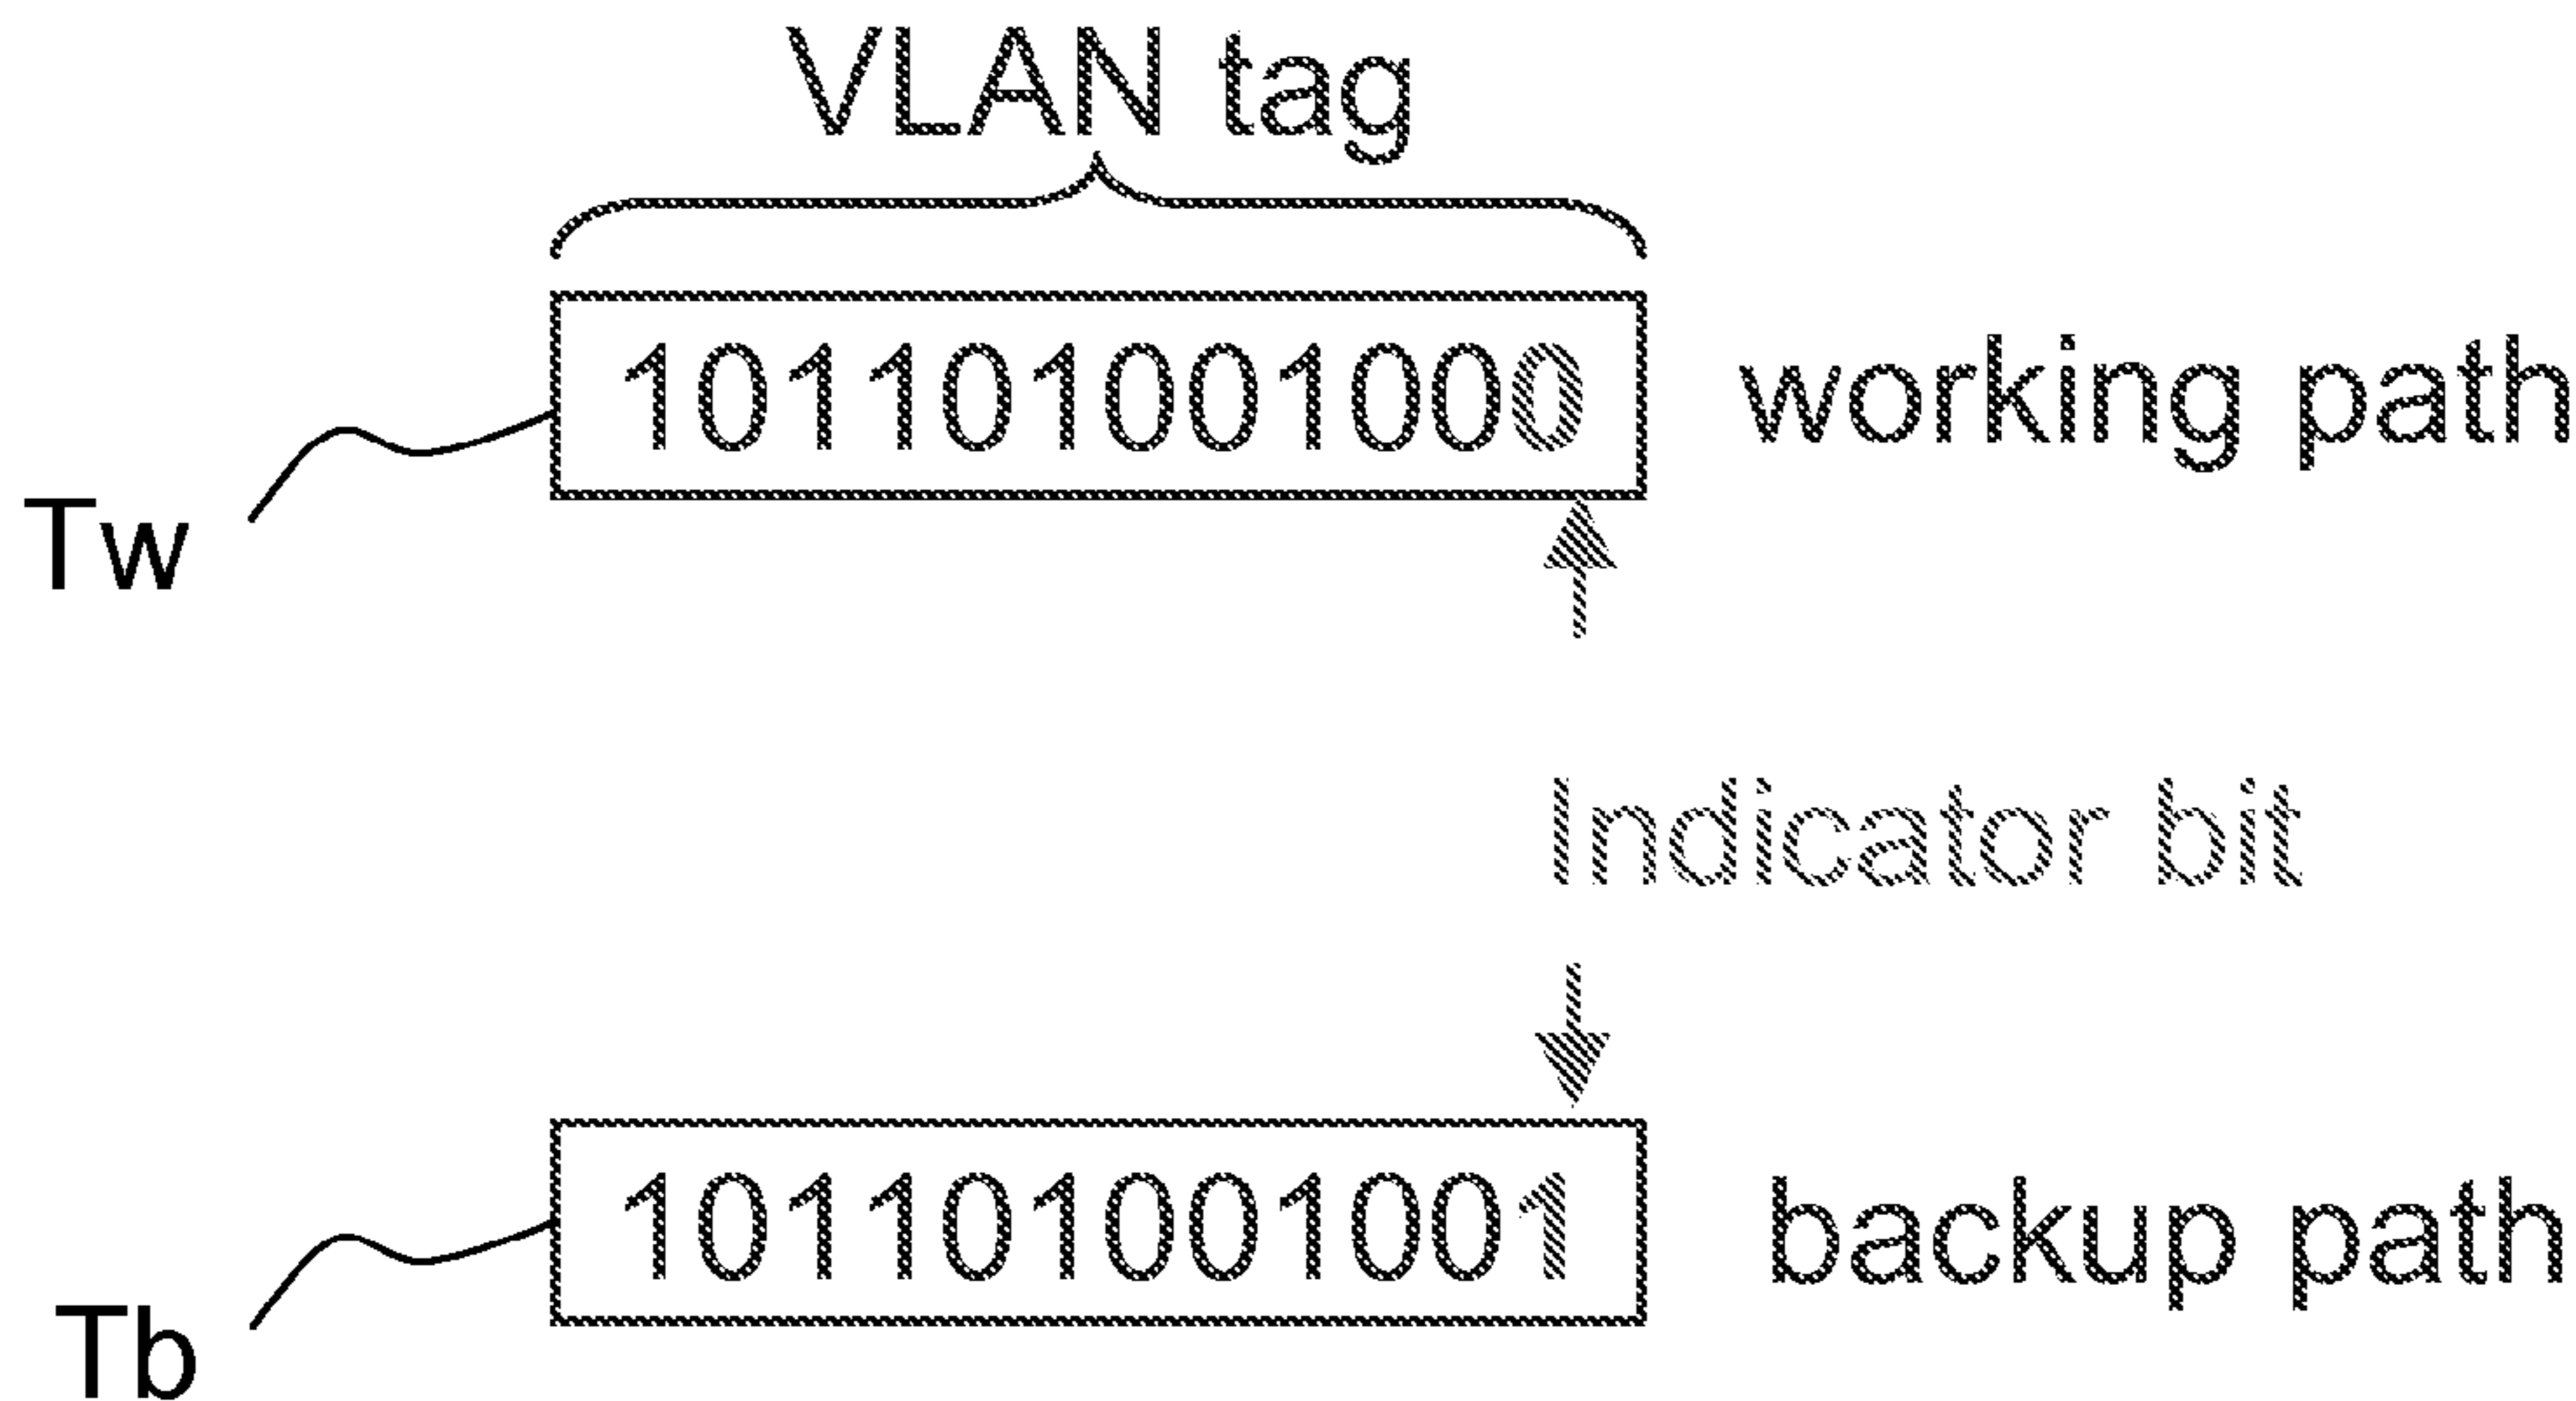 VLAN tag
101101001000 working path
Tw
Indicator bit
101101001001 backup path
Tb